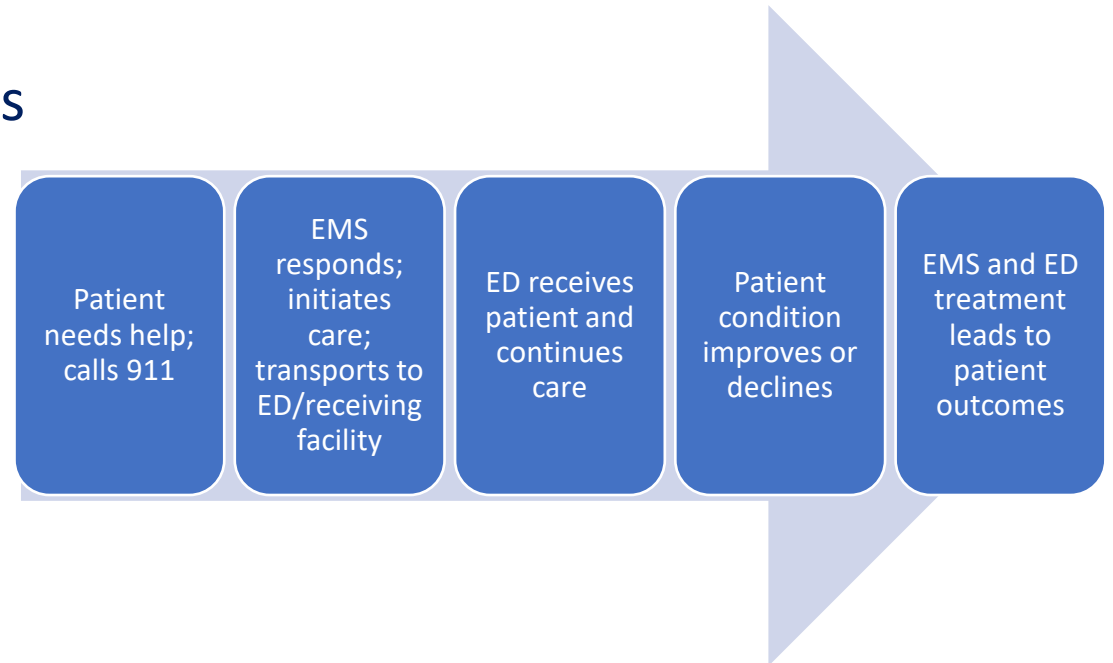 s
Patient
needs help;
calls 911
EMS
responds;
initiates
care;
transports to
ED/receiving
facility
ED receives
patient and
continues
care
Patient
condition
improves or
declines
EMS and ED
treatment
leads to
patient
outcomes